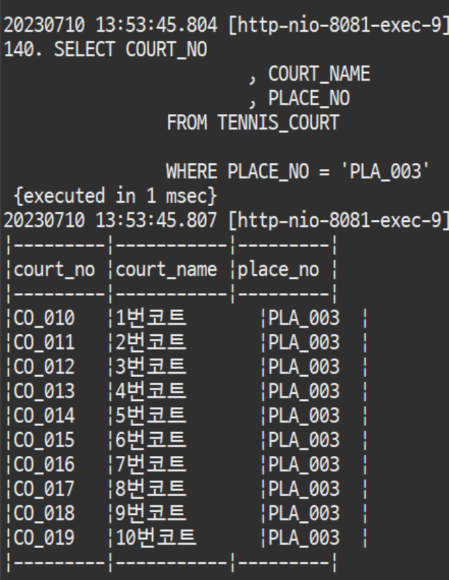 20230710 13:53:45.804 [http-nio-8081-exec-9]
140. SELECT COURT_NO
, COURT_NAME
, PLACE_NO
FROM TENNIS_COURT
WHERE PLACE_NO = 'PLA_003'
{executed in 1 msec}
20230710 13:53:45.807 [http-nio-8081-exec-9]
|---------|-----------|---------|
|court_no |court_name |place_no |
|---------|-----------|---------|
|CO_010 |1번코트 |PLA_003 |
|CO_011 |2번코트 |PLA_003 |
|CO_012 |3번코트 |PLA_003 |
|CO_013 |4번코트 |PLA_003 |
|CO_014 |5번코트 |PLA_003 |
|CO_015 |6번코트 |PLA_003 |
|CO_016 |7번코트 |PLA_003 |
|CO_017 |8번코트 |PLA_003 |
|CO_018 |9번코트 |PLA_003 |
|CO_019 |10번코트 |PLA_003 |
|---------|-----------|---------|